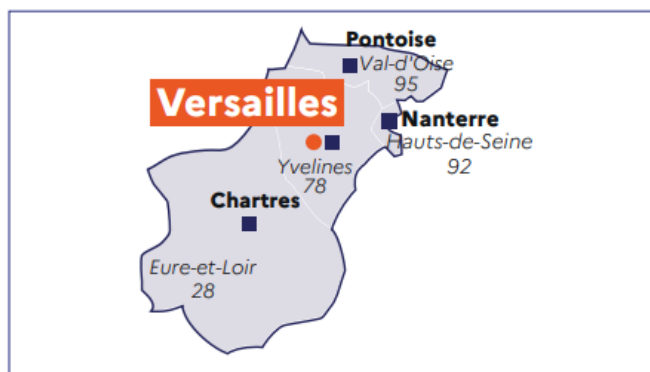 Pontoise
Val-d'Oise
95
Versailles
Nanterre
Hauts-de-Seine
92
Yvelines
78
Chartres
Eure-et-Loir
28